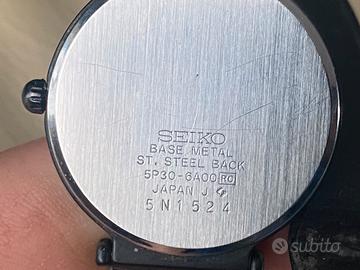 SEIKO
BASE METAL
ST. STEEL BACK
5P30-6A00 RO
JAPAN J
5N1524
subito